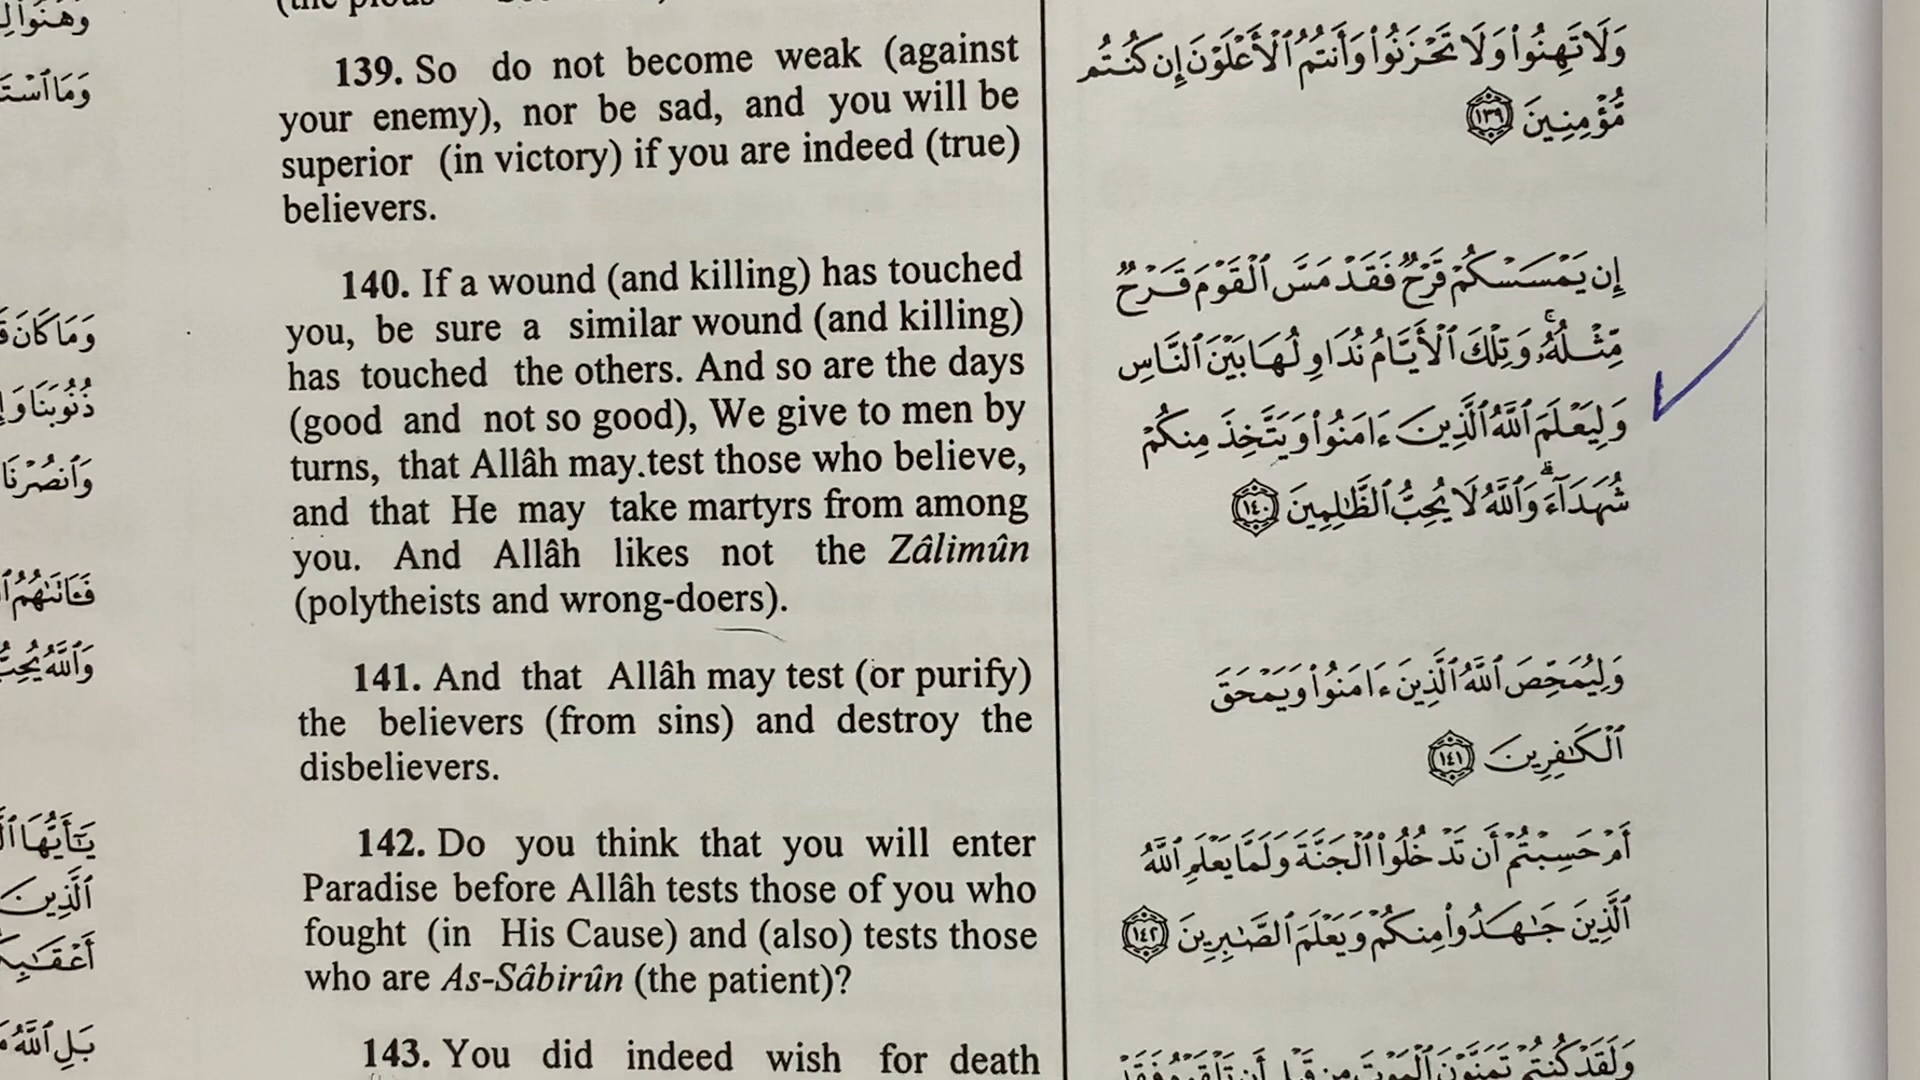 139. So do not become weak (against
your enemy), nor be sad, and you will be
superior (in victory) if you are indeed (true)
believers.
140. If a wound (and killing) has touched
you, be sure a similar wound (and killing)
has touched the others. And so are the days
(good and not so good), We give to men by
turns, that Allâh may test those who believe,
and that He may take martyrs from among
you. And Allâh likes not the Zâlimûn
(polytheists and wrong-doers).
141. And that Allâh may test (or purify)
the believers (from sins) and destroy the
disbelievers.
142. Do you think that you will enter
Paradise before Allâh tests those of you who
fought (in His Cause) and (also) tests those
who are As-Sâbirûn (the patient)?
143. You did indeed wish for death
وَلَا تَهِنُوا۟ وَلَا تَحْزَنُوا۟ وَأَنتُمُ ٱلْأَعْلَوْنَ إِن كُنتُم
مُّؤْمِنِينَ ١٣٩
إِن يَمْسَسْكُمْ قَرْحٌ فَقَدْ مَسَّ ٱلْقَوْمَ قَرْحٌ
مِّثْلُهُۥ ۚ وَتِلْكَ ٱلْأَيَّامُ نُدَاوِلُهَا بَيْنَ ٱلنَّاسِ
وَلِيَعْلَمَ ٱللَّهُ ٱلَّذِينَ ءَامَنُوا۟ وَيَتَّخِذَ مِنكُمْ
شُهَدَآءَ ۗ وَٱللَّهُ لَا يُحِبُّ ٱلظَّـٰلِمِينَ ١٤٠
وَلِيُمَحِّصَ ٱللَّهُ ٱلَّذِينَ ءَامَنُوا۟ وَيَمْحَقَ
ٱلْكَـٰفِرِينَ ١٤١
أَمْ حَسِبْتُمْ أَن تَدْخُلُوا۟ ٱلْجَنَّةَ وَلَمَّا يَعْلَمِ ٱللَّهُ
ٱلَّذِينَ جَـٰهَدُوا۟ مِنكُمْ وَيَعْلَمَ ٱلصَّـٰبِرِينَ ١٤٢
وَلَقَدْ كُنتُمْ تَمَنَّوْنَ ٱلْمَوْتَ مِن قَبْلِ أَن تَلْقَوْهُ فَقَدْ
وَمَا كَانَ
ذُنُوبَنَا
وَٱنصُرْنَا
وَٱللَّهُ يُحِبُّ
يَـٰٓأَيُّهَا
ٱلَّذِينَ
بَلِ ٱللَّهُ